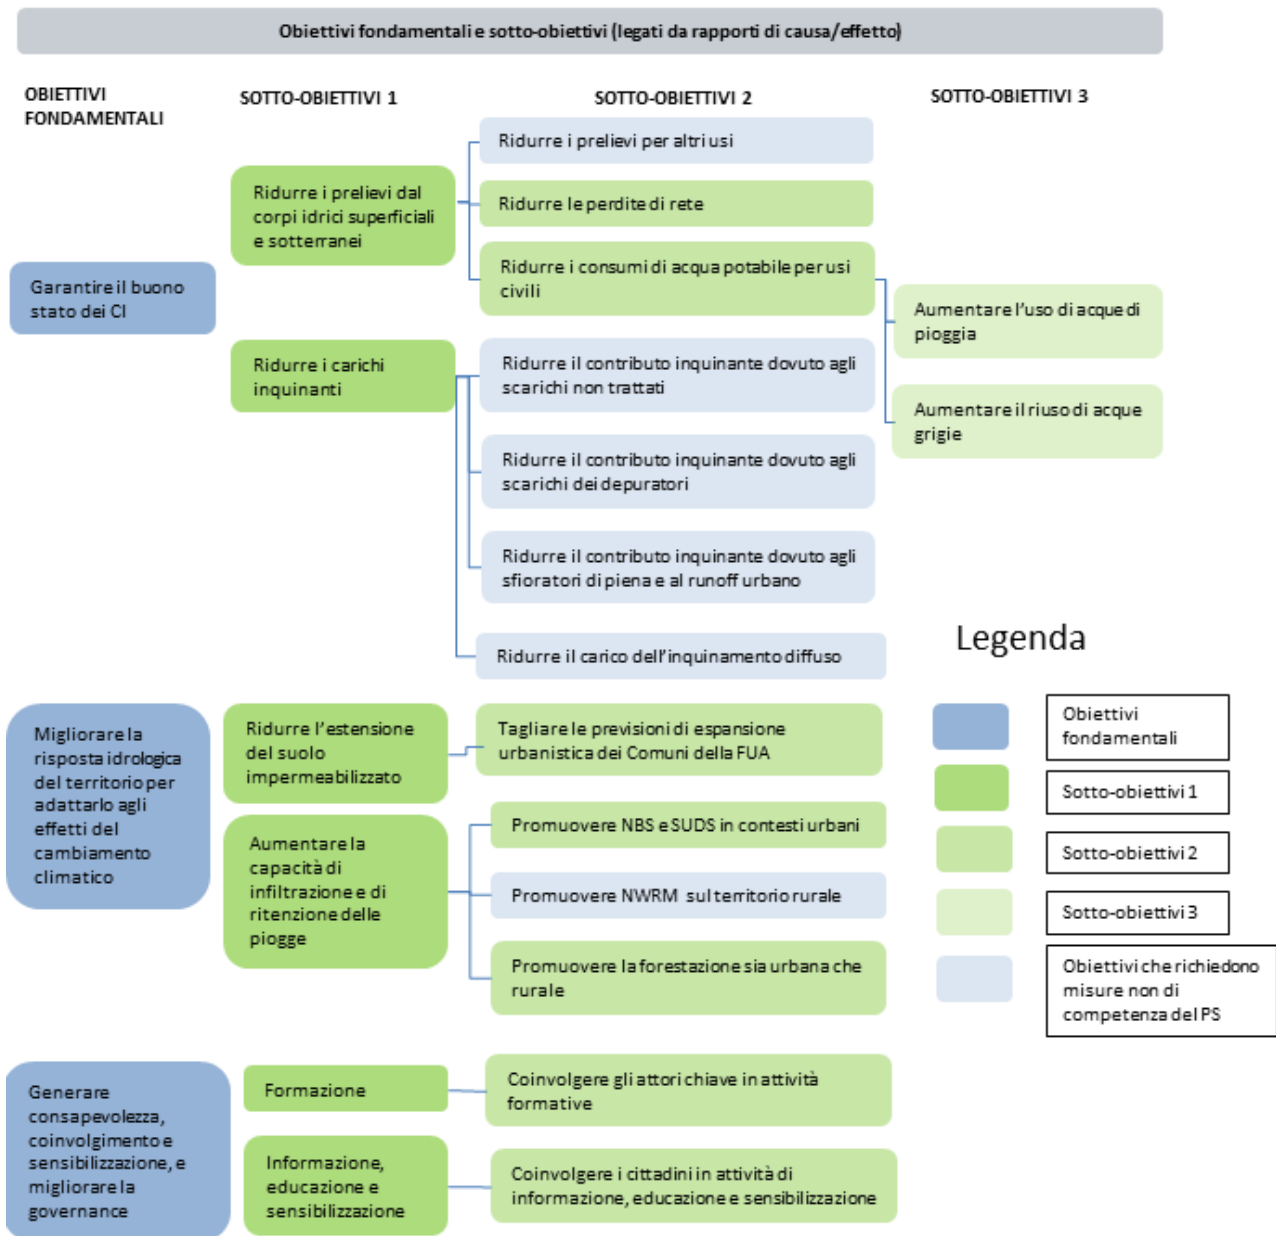 Obiettivi fondamentali e sotto-obiettivi (legati da rapporti di causa/effetto)
OBIETTIVI
FONDAMENTALI
SOTTO-OBIETTIVI 1
SOTTO-OBIETTIVI 2
SOTTO-OBIETTIVI 3
Garantire il buono
stato dei CI
Ridurre i prelievi dal
corpi idrici superficiali
e sotterranei
Ridurre i prelievi per altri usi
Ridurre le perdite di rete
Ridurre i consumi di acqua potabile per usi
civili
Aumentare l'uso di acque di
pioggia
Aumentare il riuso di acque
grigie
Ridurre i carichi
inquinanti
Ridurre il contributo inquinante dovuto agli
scarichi non trattati
Ridurre il contributo inquinante dovuto agli
scarichi dei depuratori
Ridurre il contributo inquinante dovuto agli
sfioratori di piena e al runoff urbano
Ridurre il carico dell'inquinamento diffuso
Migliorare la
risposta idrologica
del territorio per
adattarlo agli
effetti del
cambiamento
climatico
Ridurre l'estensione
del suolo
impermeabilizzato
Tagliare le previsioni di espansione
urbanistica dei Comuni della FUA
Aumentare la
capacità di
infiltrazione e di
ritenzione delle
piogge
Promuovere NBS e SUDS in contesti urbani
Promuovere NWRM sul territorio rurale
Promuovere la forestazione sia urbana che
rurale
Generare
consapevolezza,
coinvolgimento e
sensibilizzazione, e
migliorare la
governance
Formazione
Coinvolgere gli attori chiave in attività
formative
Informazione,
educazione e
sensibilizzazione
Coinvolgere i cittadini in attività di
informazione, educazione e sensibilizzazione
Legenda
Obiettivi
fondamentali
Sotto-obiettivi 1
Sotto-obiettivi 2
Sotto-obiettivi 3
Obiettivi che richiedono
misure non di
competenza del PS